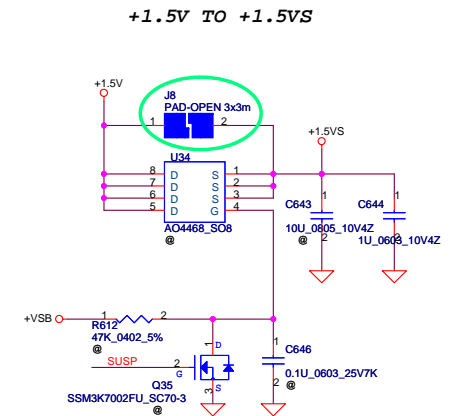 +1.5V TO +1.5VS
+1.5V
J8
PAD-OPEN 3x3m
1 2
+1.5VS
U34
8 D S 1
7 D S 2
6 D S 3
5 D G 4
AO4468_SO8
@
C643
1
2
10U_0805_10V4Z
@
C644
1
2
1U_0603_10V4Z
+VSB
1 2
R612
47K_0402_5%
@
SUSP
2
G
1
D
3
S
Q35
SSM3K7002FU_SC70-3
@
1
C646
0.1U_0603_25V7K
2
@